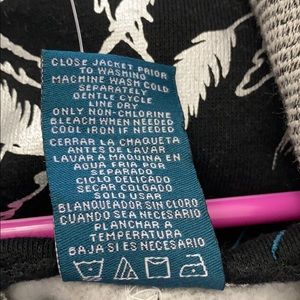 CLOSE JACKET PRIOR
TO WASHING
MACHINE WASH COLD
SEPARATELY
GENTLE CYCLE
LINE DRY
ONLY NON-CHLORINE
BLEACH WHEN NEEDED
COOL IRON IF NEEDED
CERRAR LA CHAQUETA
ANTES DE LAVAR
LAVAR A MAQUINA EN
AGUA FRIA POR
SEPARADO
CICLO DELICADO
SECAR COLGADO
SOLO USAR
BLANQUEADOR SIN CLORO
CUANDO SEA NECESARIO
PLANCHAR A
TEMPERATURA
BAJA SI ES NECESARIO